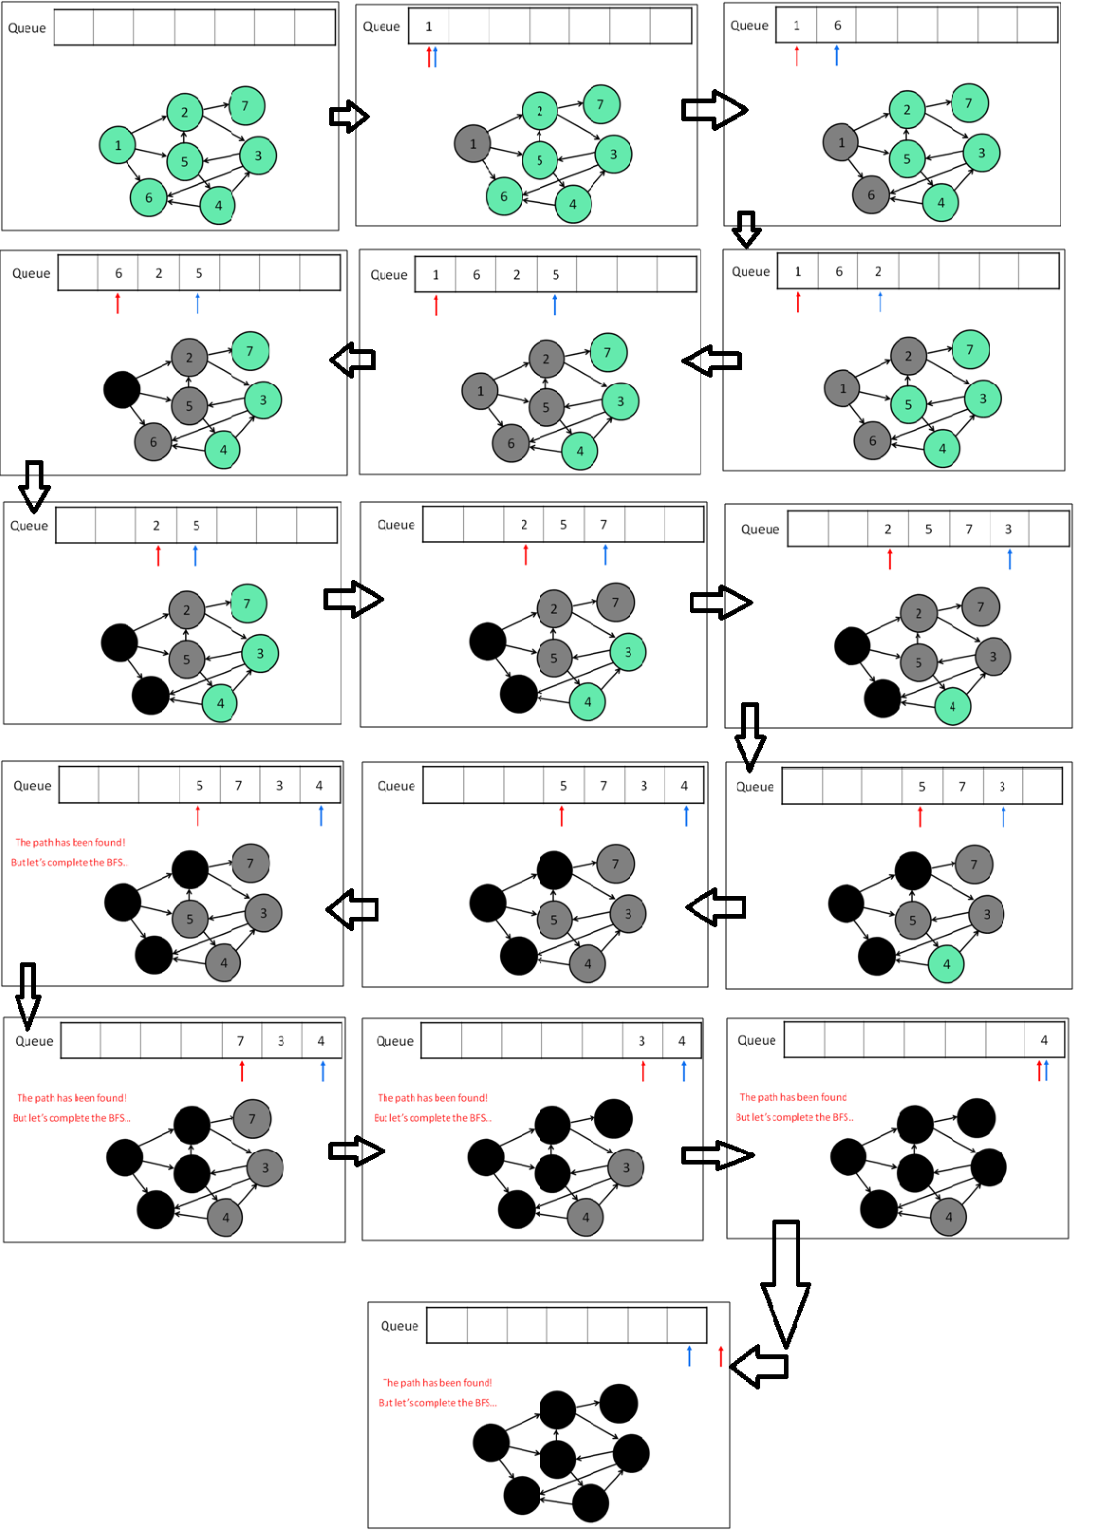 Queue
2 7
1 5 3
6 4
Queue 1
2 7
1 5 3
6 4
Queue 1 6
2 7
1 5 3
6 4
Queue 6 2 5
2 7
5 3
6 4
Queue 1 6 2 5
2 7
1 5 3
6 4
Queue 1 6 2
2 7
1 5 3
6 4
Queue 2 5
2 7
5 3
4
Queue 2 5 7
2 7
5 3
4
Queue 2 5 7 3
2 7
5 3
4
Queue 5 7 3 4
The path has been found!
But let's complete the BFS..
7
5 3
4
Queue 5 7 3 4
7
5 3
4
Queue 5 7 3
7
5 3
4
Queue 7 3 4
The path has been found!
But let's complete the BFS...
7
3
4
Queue 3 4
The path has been found!
But let's complete the BFS...
3
4
Queue 4
The path has been found
But let's complete the BFS...
4
Queue
The path has been found!
But let's complete the BFS...